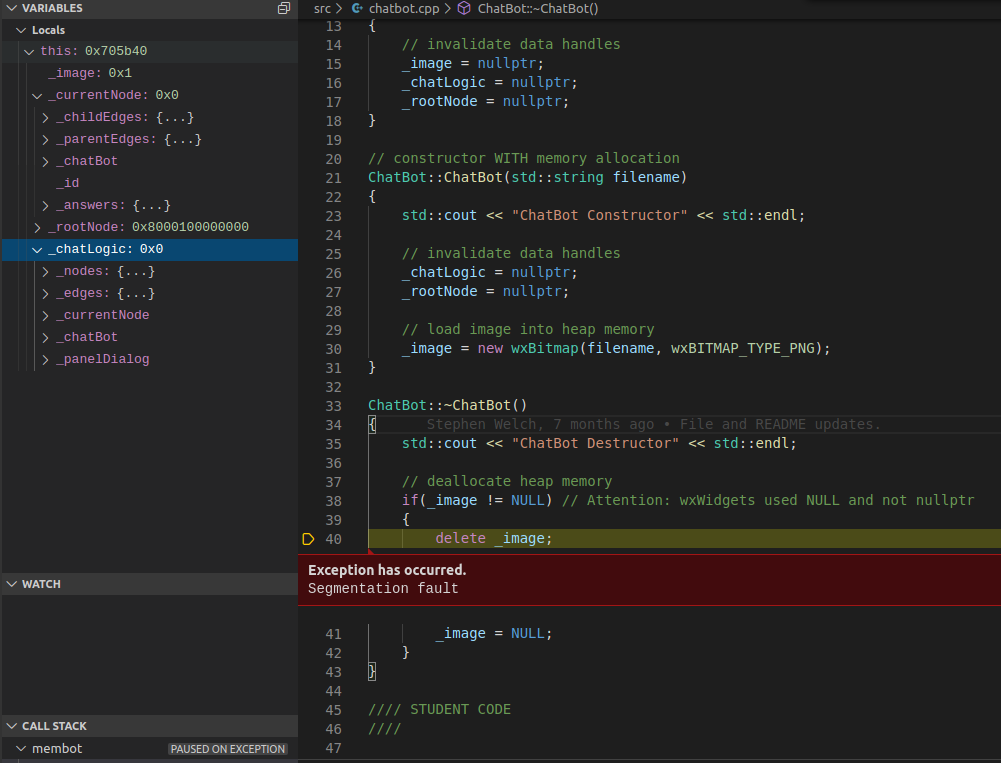 VARIABLES
Locals
this: 0x705b40
_image: 0x1
_currentNode: 0x0
_childEdges: {...}
_parentEdges: {...}
_chatBot
_id
_answers: {...}
_rootNode: 0x8000100000000
_chatLogic: 0x0
_nodes: {...}
_edges: {...}
_currentNode
_chatBot
_panelDialog
WATCH
CALL STACK
membot PAUSED ON EXCEPTION
src > chatbot.cpp > ChatBot::~ChatBot()
13 {
14 // invalidate data handles
15 _image = nullptr;
16 _chatLogic = nullptr;
17 _rootNode = nullptr;
18 }
19
20 // constructor WITH memory allocation
21 ChatBot::ChatBot(std::string filename)
22 {
23 std::cout << "ChatBot Constructor" << std::endl;
24
25 // invalidate data handles
26 _chatLogic = nullptr;
27 _rootNode = nullptr;
28
29 // load image into heap memory
30 _image = new wxBitmap(filename, wxBITMAP_TYPE_PNG);
31 }
32
33 ChatBot::~ChatBot()
34 { Stephen Welch, 7 months ago • File and README updates.
35 std::cout << "ChatBot Destructor" << std::endl;
36
37 // deallocate heap memory
38 if(_image != NULL) // Attention: wxWidgets used NULL and not nullptr
39 {
40 delete _image;
Exception has occurred.
Segmentation fault
41 _image = NULL;
42 }
43 }
44
45 //// STUDENT CODE
46 ////
47